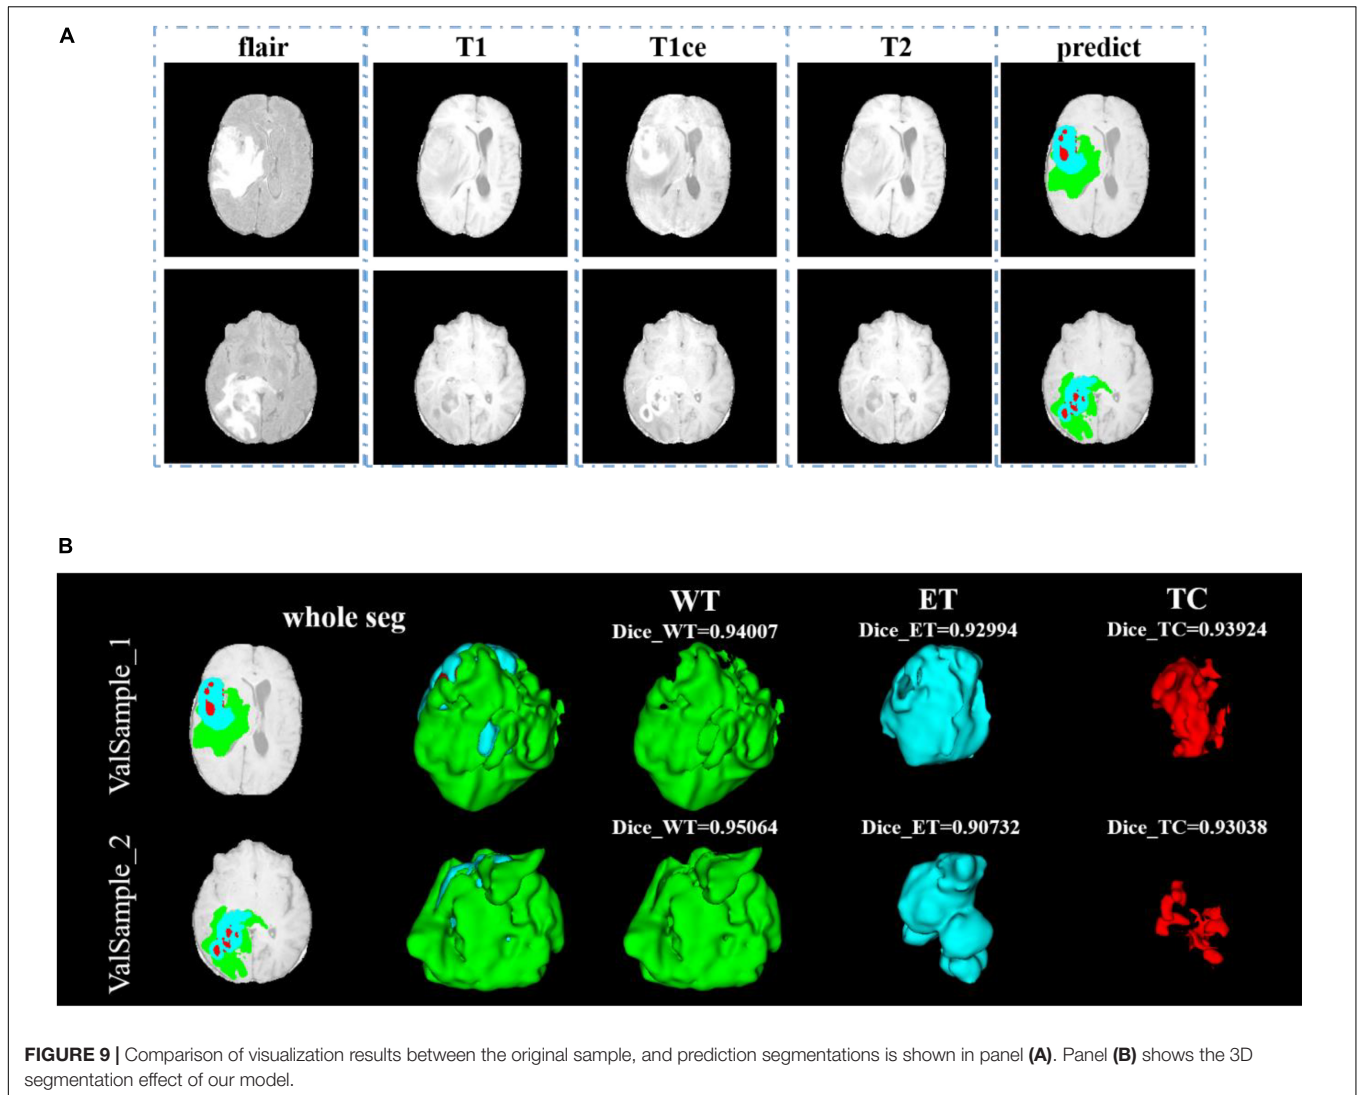 A
flair
T1
T1ce
T2
predict
B
whole seg
WT
ET
TC
Dice_WT=0.94007
Dice_ET=0.92994
Dice_TC=0.93924
ValSample_1
Dice_WT=0.95064
Dice_ET=0.90732
Dice_TC=0.93038
ValSample_2
FIGURE 9 | Comparison of visualization results between the original sample, and prediction segmentations is shown in panel (A). Panel (B) shows the 3D
segmentation effect of our model.